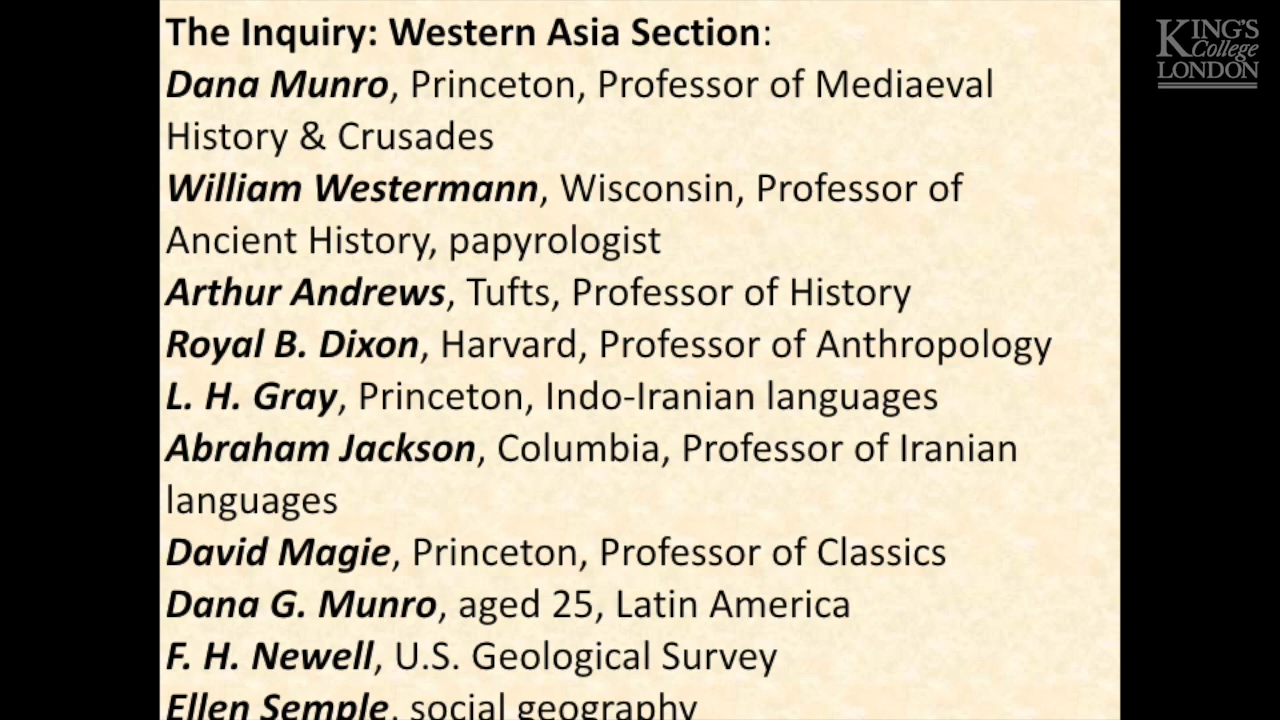 The Inquiry: Western Asia Section:
Dana Munro, Princeton, Professor of Mediaeval
History & Crusades
William Westermann, Wisconsin, Professor of
Ancient History, papyrologist
Arthur Andrews, Tufts, Professor of History
Royal B. Dixon, Harvard, Professor of Anthropology
L. H. Gray, Princeton, Indo-Iranian languages
Abraham Jackson, Columbia, Professor of Iranian
languages
David Magie, Princeton, Professor of Classics
Dana G. Munro, aged 25, Latin America
F. H. Newell, U.S. Geological Survey
Ellen Semple, social geography
KING'S
College
LONDON